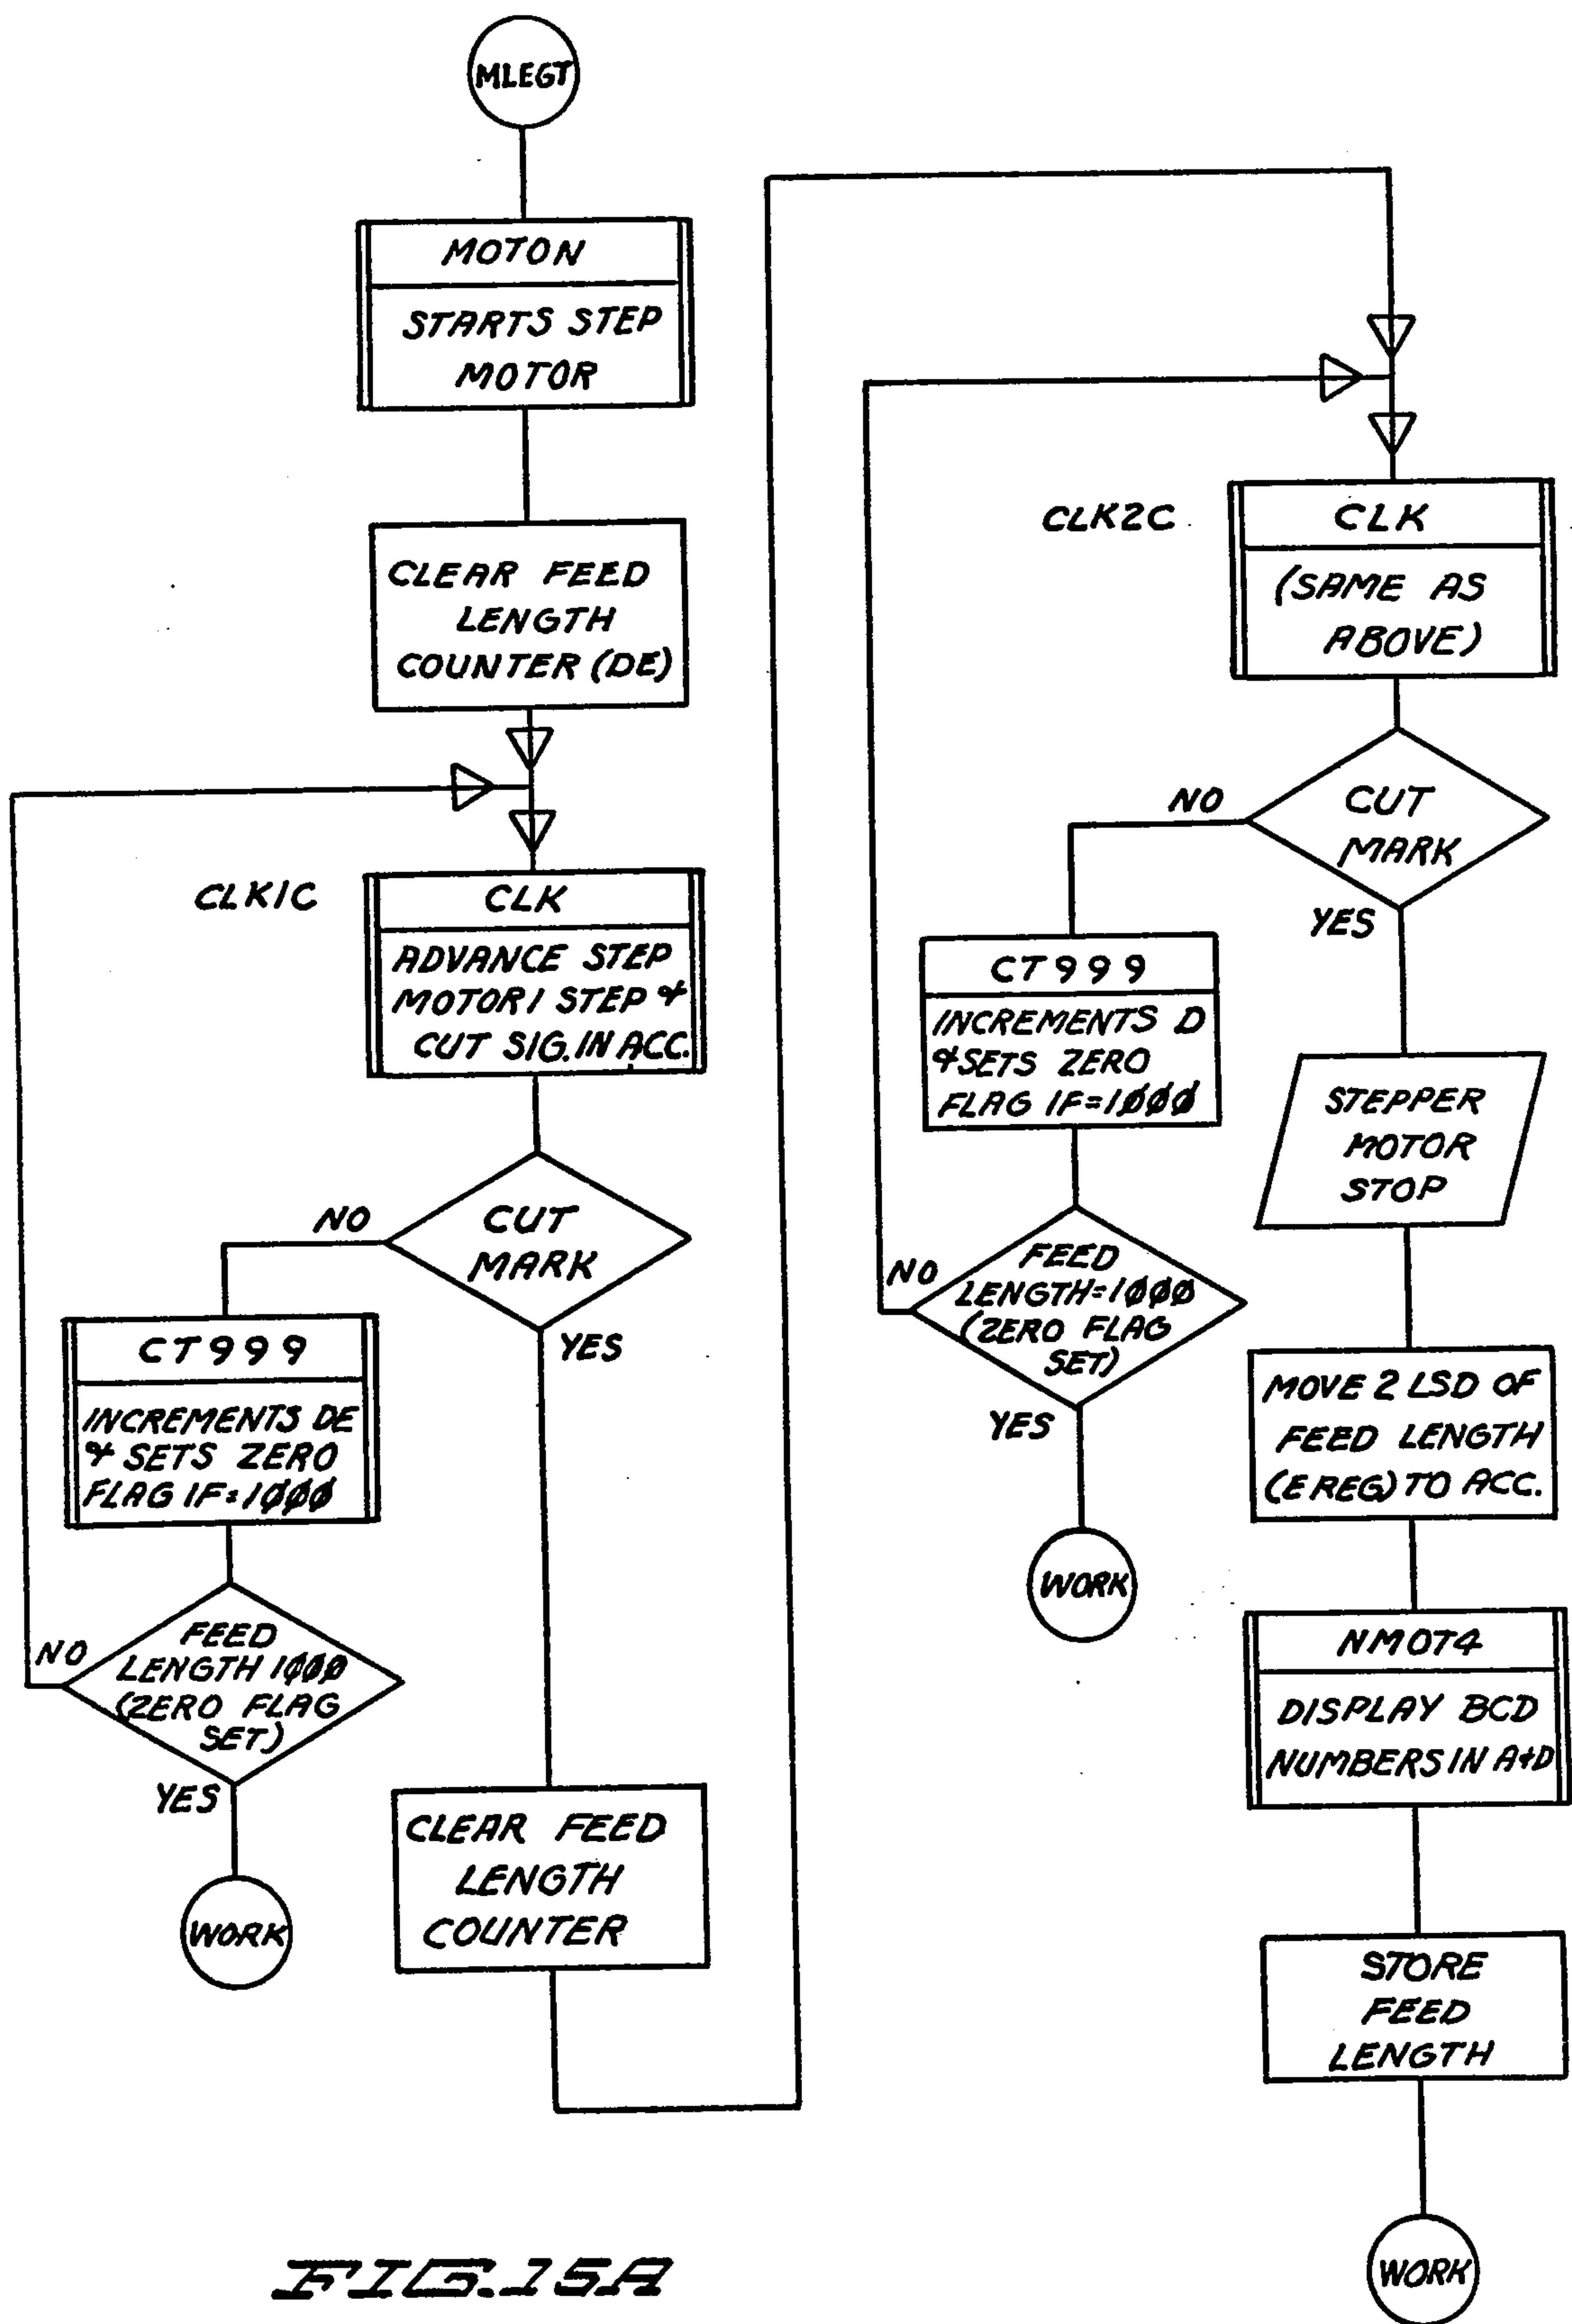 MLEGT
MOTON
STARTS STEP
MOTOR
CLEAR FEED
LENGTH
COUNTER (DE)
CLK1C
CLK
ADVANCE STEP
MOTOR 1 STEP &
CUT SIG. IN ACC.
CUT
MARK
NO
YES
CT999
INCREMENTS DE
& SETS ZERO
FLAG IF=1ØØØ
FEED
LENGTH 1ØØØ
(ZERO FLAG
SET)
NO
YES
WORK
CLEAR FEED
LENGTH
COUNTER
CLK2C
CLK
(SAME AS
ABOVE)
CUT
MARK
NO
YES
CT999
INCREMENTS D
& SETS ZERO
FLAG IF=1ØØØ
FEED
LENGTH=1ØØØ
(ZERO FLAG
SET)
NO
YES
WORK
STEPPER
MOTOR
STOP
MOVE 2 LSD OF
FEED LENGTH
(E REG) TO ACC.
NMOT4
DISPLAY BCD
NUMBERS IN A+D
STORE
FEED
LENGTH
WORK
FIG. 15A